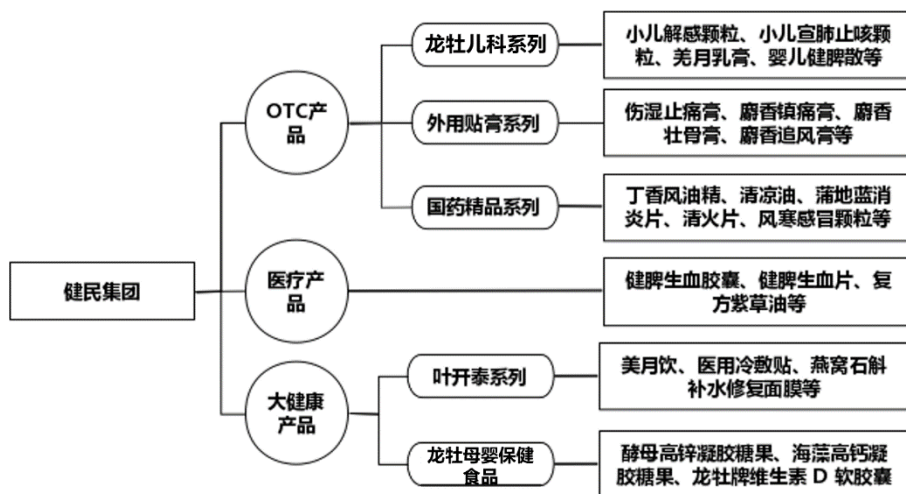 健民集团
OTC产
品
龙牡儿科系列
小儿解感颗粒、小儿宣肺止咳颗
粒、羌月乳膏、婴儿健脾散等
外用贴膏系列
伤湿止痛膏、麝香镇痛膏、麝香
壮骨膏、麝香追风膏等
国药精品系列
丁香风油精、清凉油、蒲地蓝消
炎片、清火片、风寒感冒颗粒等
医疗产
品
健脾生血胶囊、健脾生血片、复
方紫草油等
大健康
产品
叶开泰系列
美月饮、医用冷敷贴、燕窝石斛
补水修复面膜等
龙牡母婴保健
食品
酵母高锌凝胶糖果、海藻高钙凝
胶糖果、龙牡牌维生素 D 软胶囊